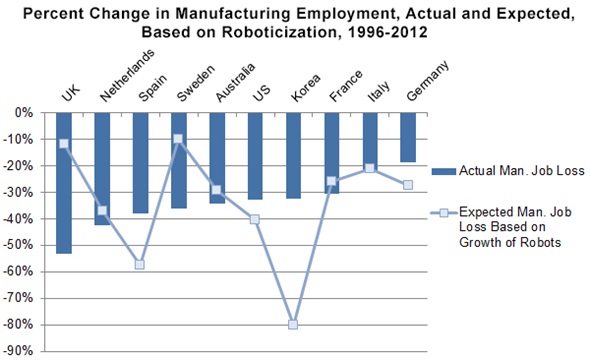 Percent Change in Manufacturing Employment, Actual and Expected,
Based on Roboticization, 1996-2012
UK
Netherlands
Spain
Sweden
Australia
US
Korea
France
Italy
Germany
0%
-10%
-20%
-30%
-40%
-50%
-60%
-70%
-80%
-90%
Actual Man. Job Loss
Expected Man. Job
Loss Based on
Growth of Robots